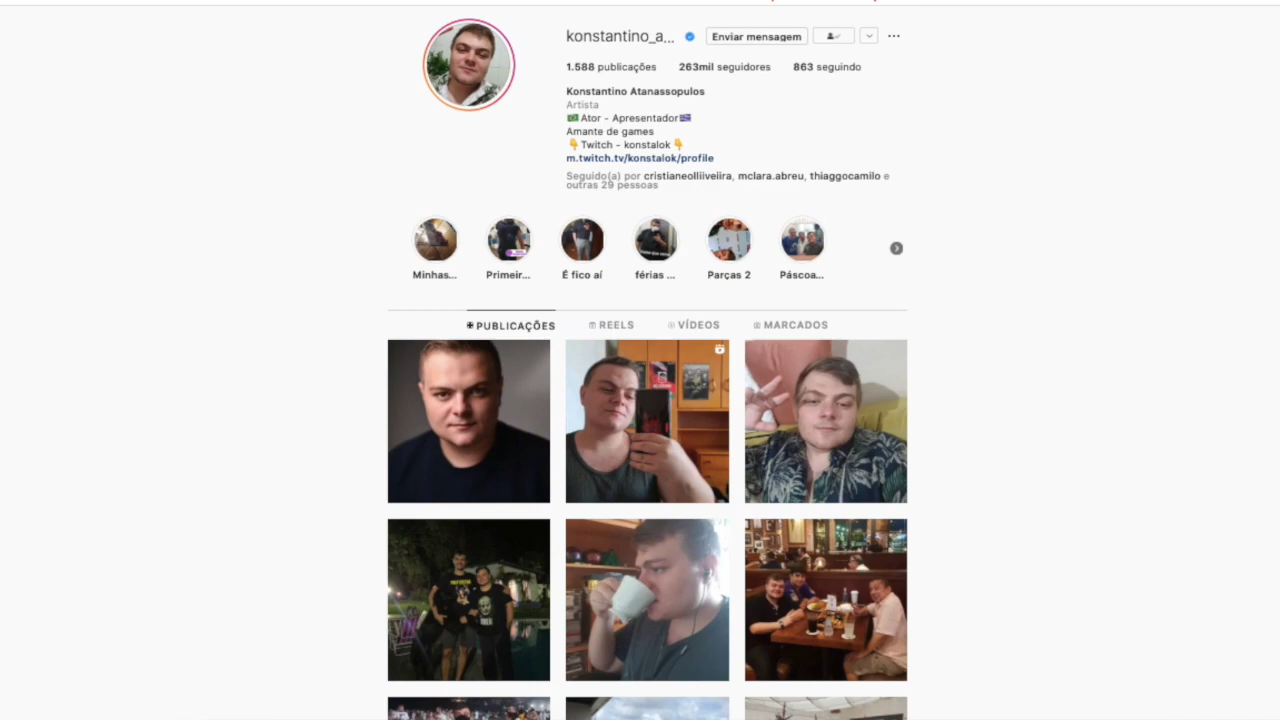 konstantino_a...
Enviar mensagem
1.588 publicações 263mil seguidores 863 seguindo
Konstantino Atanassopulos
Artista
Ator - Apresentador
Amante de games
Twitch - konstalok
m.twitch.tv/konstalok/profile
Seguido(a) por cristianeolliiveiira, mclara.abreu, thiaggocamilo e
outras 29 pessoas
Minhas... Primeir... É fico aí férias ... Parças 2 Páscoa...
PUBLICAÇÕES REELS VÍDEOS MARCADOS